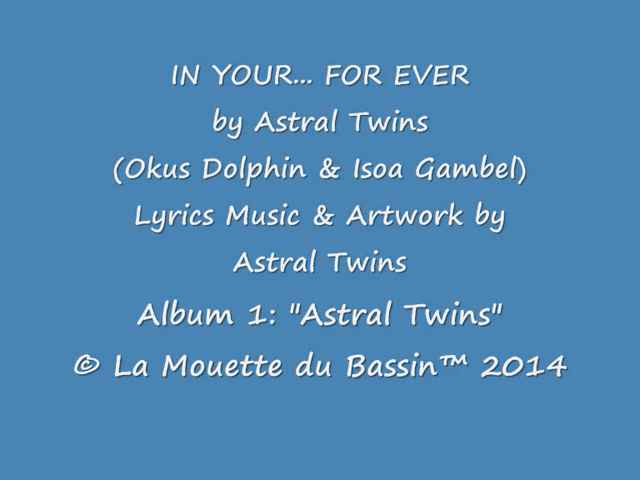 IN YOUR... FOR EVER
by Astral Twins
(Okus Dolphin & Isoa Gambel)
Lyrics Music & Artwork by
Astral Twins
Album 1: "Astral Twins"
© La Mouette du Bassin™ 2014